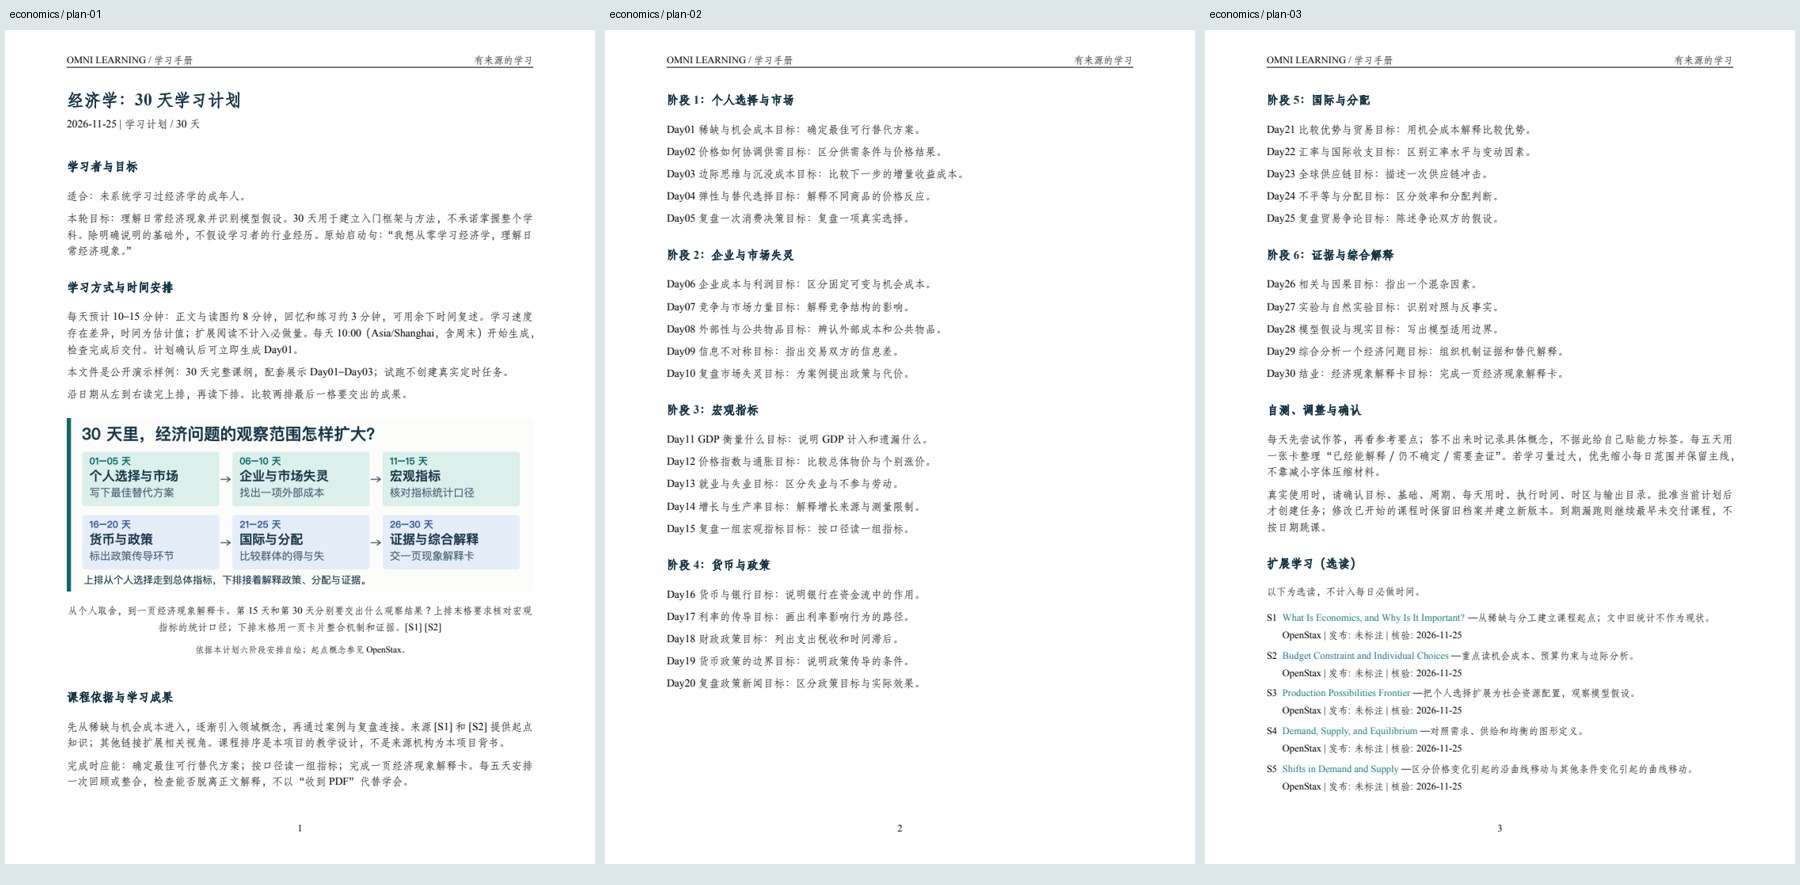 economics / plan-01
OMNI LEARNING / 学习手册 有来源的学习
经济学：30 天学习计划
2026-11-25 | 学习计划 / 30 天
学习者与目标
适合：未系统学习过经济学的成年人。
本轮目标：理解日常经济现象并识别模型假设。30 天用于建立入门框架与方法，不承诺掌握整个学
科。除明确说明的基础外，不假设学习者的行业经历。原始启动句：“我想从零学习经济学，理解日
常经济现象。”
学习方式与时间安排
每天预计 10–15 分钟：正文与读图约 8 分钟，回忆和练习约 3 分钟，可用余下时间复述。学习速度
存在差异，时间为估计值；扩展阅读不计入必做量。每天 10:00（Asia/Shanghai，含周末）开始生成，
检查完成后交付。计划确认后可立即生成 Day01。
本文件是公开演示样例：30 天完整课纲，配套展示 Day01–Day03；试跑不创建真实定时任务。
沿日期从左到右读完上排，再读下排。比较两排最后一格要交出的成果。
30 天里，经济问题的观察范围怎样扩大？
01—05 天 06—10 天 11—15 天
个人选择与市场 → 企业与市场失灵 → 宏观指标
写下最佳替代方案 找出一项外部成本 核对指标统计口径
16—20 天 21—25 天 26—30 天
货币与政策 → 国际与分配 → 证据与综合解释
标出政策传导环节 比较群体的得与失 交一页现象解释卡
上排从个人选择走到总体指标，下排接着解释政策、分配与证据。
从个人取舍，到一页经济现象解释卡。第 15 天和第 30 天分别要交出什么观察结果？上排末格要求核对宏观
指标的统计口径；下排末格用一页卡片整合机制和证据。[S1] [S2]
依据本计划六阶段安排自绘；起点概念参见 OpenStax。
课程依据与学习成果
先从稀缺与机会成本进入，逐渐引入领域概念，再通过案例与复盘连接。来源 [S1] 和 [S2] 提供起点
知识；其他链接扩展相关视角。课程排序是本项目的教学设计，不是来源机构为本项目背书。
完成时应能：确定最佳可行替代方案；按口径读一组指标；完成一页经济现象解释卡。每五天安排
一次回顾或整合，检查能否脱离正文解释，不以“收到 PDF”代替学会。
1
economics / plan-02
OMNI LEARNING / 学习手册 有来源的学习
阶段 1：个人选择与市场
Day01 稀缺与机会成本目标：确定最佳可行替代方案。
Day02 价格如何协调供需目标：区分供需条件与价格结果。
Day03 边际思维与沉没成本目标：比较下一步的增量收益成本。
Day04 弹性与替代选择目标：解释不同商品的价格反应。
Day05 复盘一次消费决策目标：复盘一项真实选择。
阶段 2：企业与市场失灵
Day06 企业成本与利润目标：区分固定可变与机会成本。
Day07 竞争与市场力量目标：解释竞争结构的影响。
Day08 外部性与公共物品目标：辨认外部成本和公共物品。
Day09 信息不对称目标：指出交易双方的信息差。
Day10 复盘市场失灵目标：为案例提出政策与代价。
阶段 3：宏观指标
Day11 GDP 衡量什么目标：说明 GDP 计入和遗漏什么。
Day12 价格指数与通胀目标：比较总体物价与个别涨价。
Day13 就业与失业目标：区分失业与不参与劳动。
Day14 增长与生产率目标：解释增长来源与测量限制。
Day15 复盘一组宏观指标目标：按口径读一组指标。
阶段 4：货币与政策
Day16 货币与银行目标：说明银行在资金流中的作用。
Day17 利率的传导目标：画出利率影响行为的路径。
Day18 财政政策目标：列出支出税收和时间滞后。
Day19 货币政策的边界目标：说明政策传导的条件。
Day20 复盘政策新闻目标：区分政策目标与实际效果。
2
economics / plan-03
OMNI LEARNING / 学习手册 有来源的学习
阶段 5：国际与分配
Day21 比较优势与贸易目标：用机会成本解释比较优势。
Day22 汇率与国际收支目标：区别汇率水平与变动因素。
Day23 全球供应链目标：描述一次供应链冲击。
Day24 不平等与分配目标：区分效率和分配判断。
Day25 复盘贸易争论目标：陈述争论双方的假设。
阶段 6：证据与综合解释
Day26 相关与因果目标：指出一个混杂因素。
Day27 实验与自然实验目标：识别对照与反事实。
Day28 模型假设与现实目标：写出模型适用边界。
Day29 综合分析一个经济问题目标：组织机制证据和替代解释。
Day30 结业：经济现象解释卡目标：完成一页经济现象解释卡。
自测、调整与确认
每天先尝试作答，再看参考要点；答不出来时记录具体概念，不据此给自己贴能力标签。每五天用
一张卡整理“已经能解释 / 仍不确定 / 需要查证”。若学习量过大，优先缩小每日范围并保留主线，
不靠减小字体压缩材料。
真实使用时，请确认目标、基础、周期、每天用时、执行时间、时区与输出目录。批准当前计划后
才创建任务；修改已开始的课程时保留旧档案并建立新版本。到期漏跑则继续最早未交付课程，不
按日期跳课。
扩展学习（选读）
以下为选读，不计入每日必做时间。
S1 What Is Economics, and Why Is It Important? —从稀缺与分工建立课程起点；文中旧统计不作为现状。
OpenStax | 发布: 未标注 | 核验: 2026-11-25
S2 Budget Constraint and Individual Choices —重点读机会成本、预算约束与边际分析。
OpenStax | 发布: 未标注 | 核验: 2026-11-25
S3 Production Possibilities Frontier —把个人选择扩展为社会资源配置，观察模型假设。
OpenStax | 发布: 未标注 | 核验: 2026-11-25
S4 Demand, Supply, and Equilibrium —对照需求、供给和均衡的图形定义。
OpenStax | 发布: 未标注 | 核验: 2026-11-25
S5 Shifts in Demand and Supply —区分价格变化引起的沿曲线移动与其他条件变化引起的曲线移动。
OpenStax | 发布: 未标注 | 核验: 2026-11-25
3